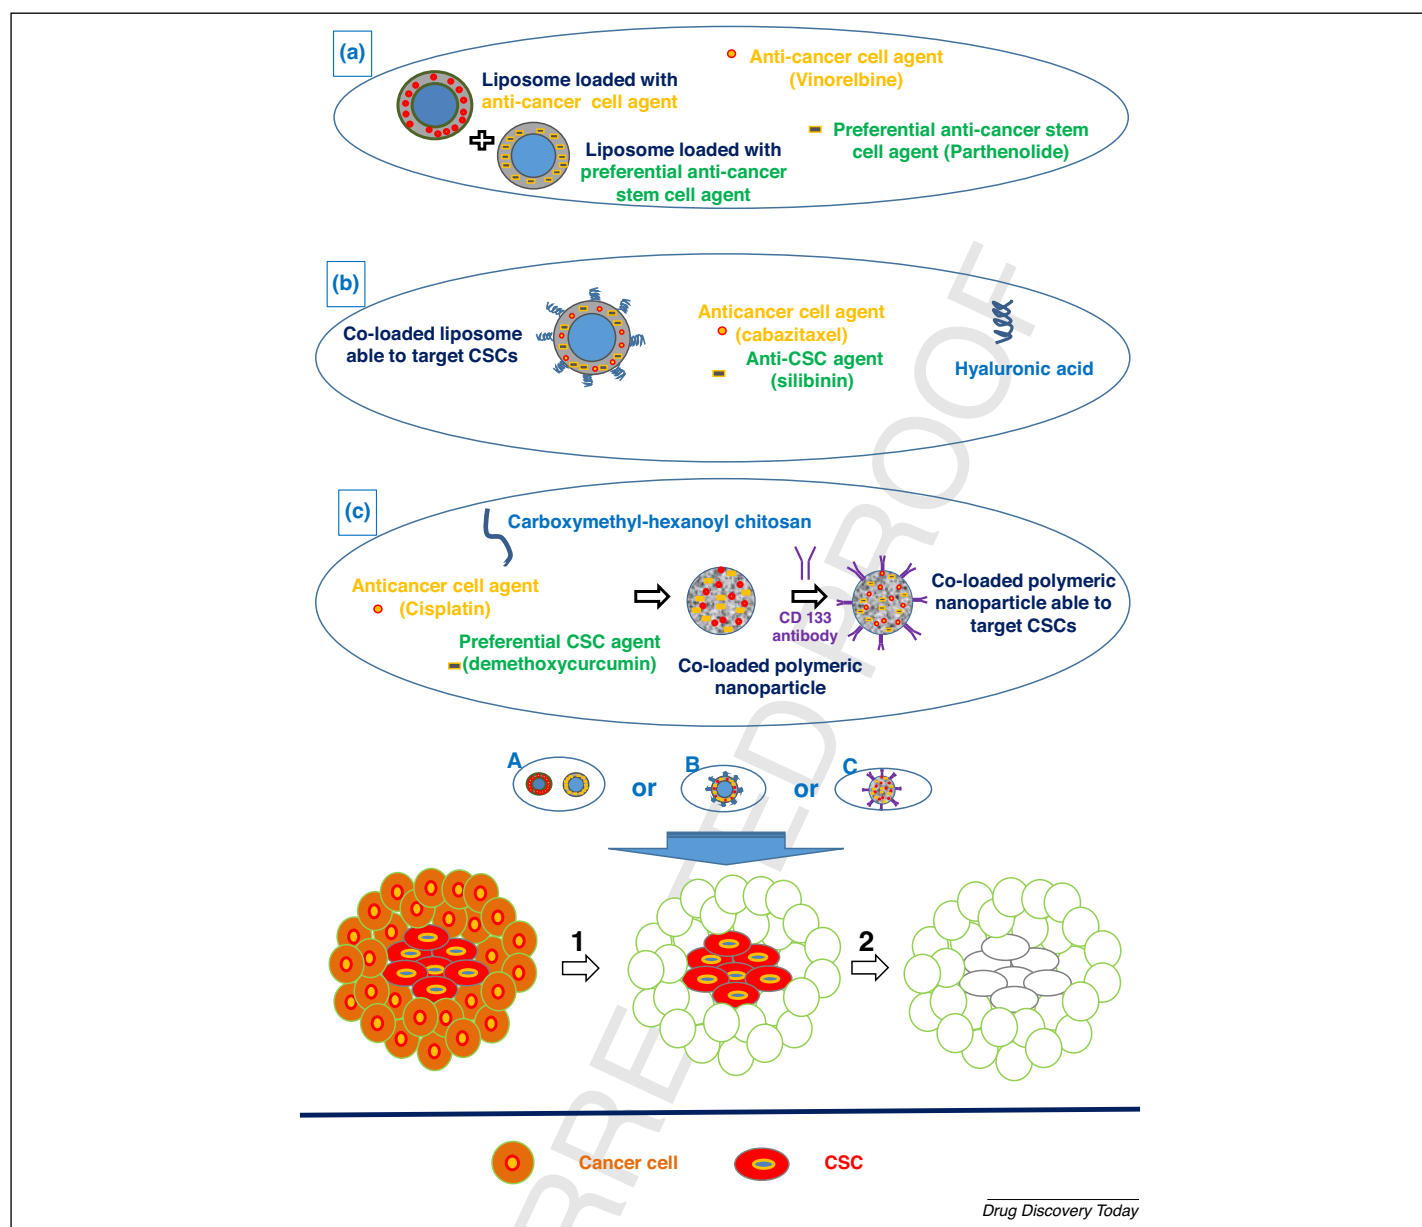 (a)
Liposome loaded with
anti-cancer cell agent
Anti-cancer cell agent
(Vinorelbine)
Liposome loaded with
preferential anti-cancer
stem cell agent
Preferential anti-cancer stem
cell agent (Parthenolide)
(b)
Co-loaded liposome
able to target CSCs
Anticancer cell agent
(cabazitaxel)
Anti-CSC agent
(silibinin)
Hyaluronic acid
(c)
Carboxymethyl-hexanoyl chitosan
Anticancer cell agent
(Cisplatin)
Preferential CSC agent
(demethoxycurcumin)
Co-loaded polymeric
nanoparticle
CD 133
antibody
Co-loaded polymeric
nanoparticle able to
target CSCs
A
or
B
or
C
1
2
Cancer cell
CSC
Drug Discovery Today
RRE TED PROOF